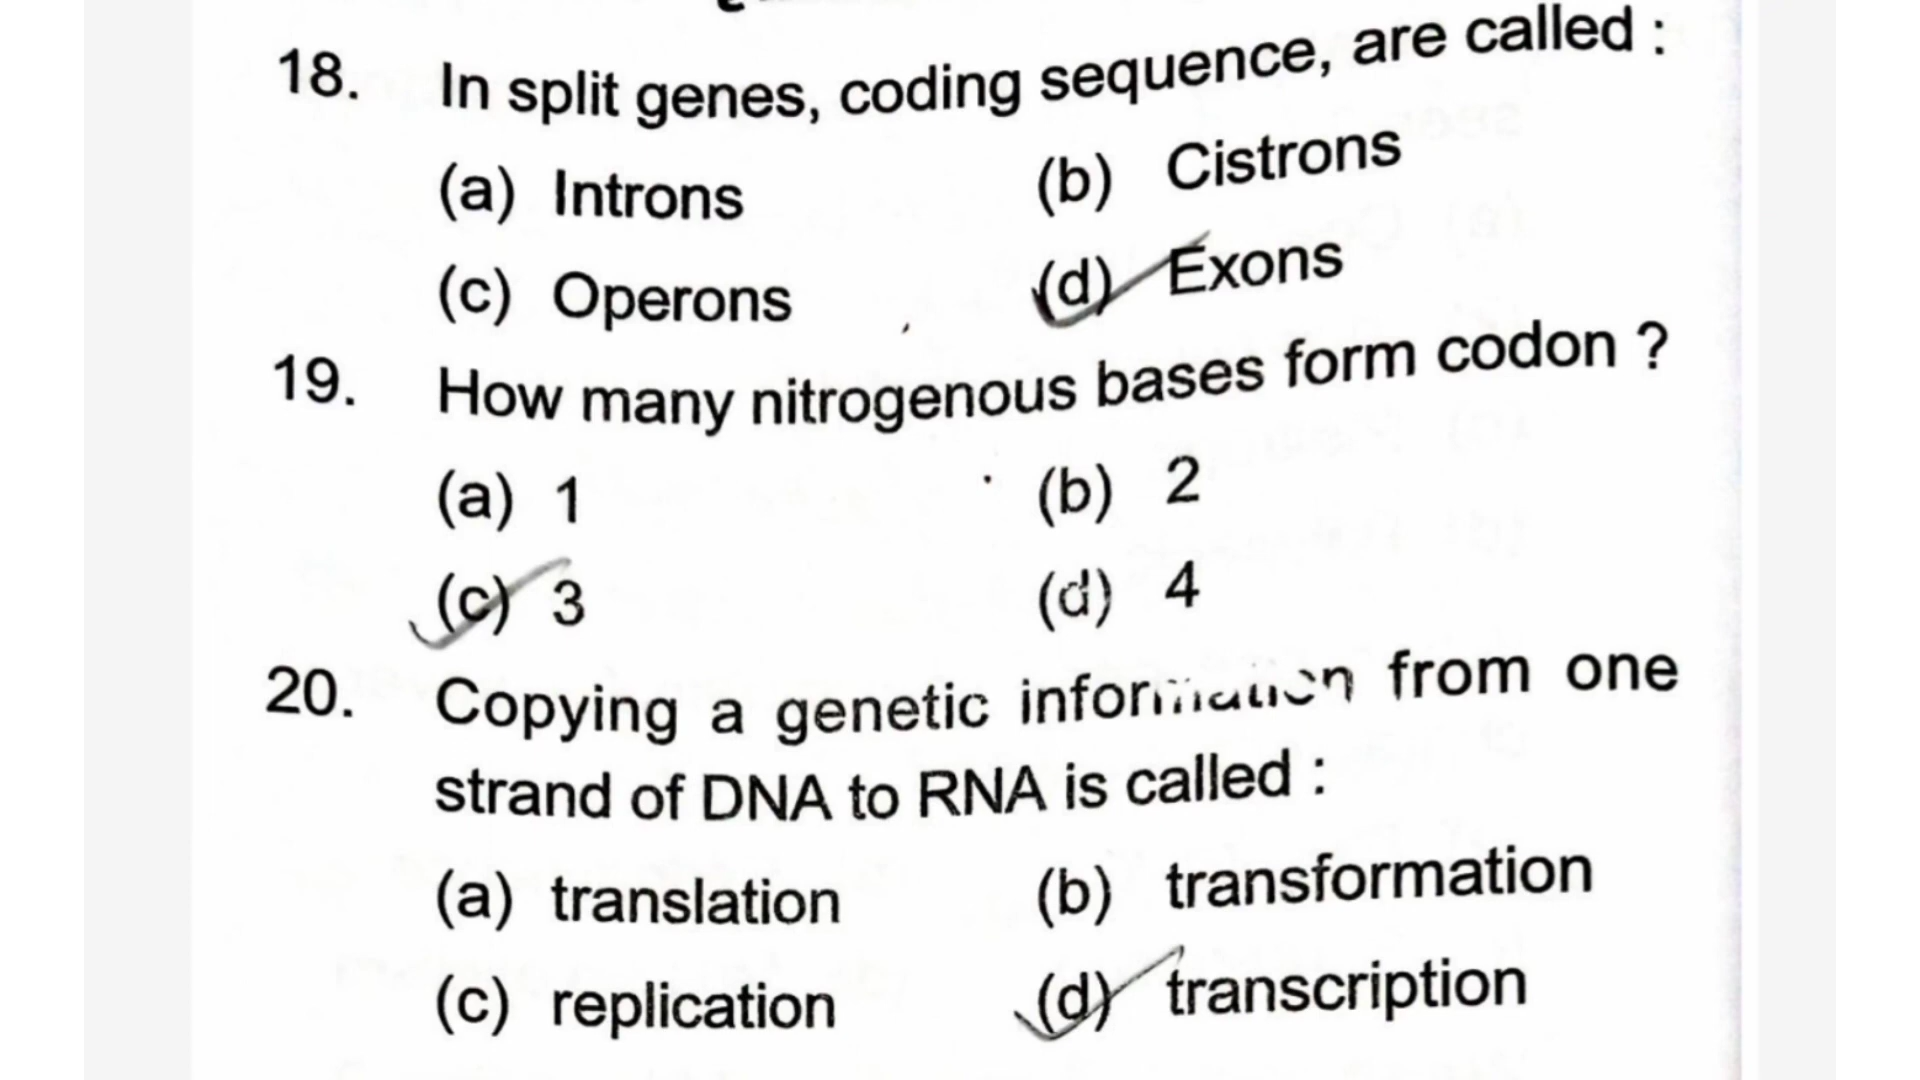 18. In split genes, coding sequence, are called :
(a) Introns (b) Cistrons
(c) Operons (d) Exons
19. How many nitrogenous bases form codon ?
(a) 1 (b) 2
(c) 3 (d) 4
20. Copying a genetic information from one
strand of DNA to RNA is called :
(a) translation (b) transformation
(c) replication (d) transcription